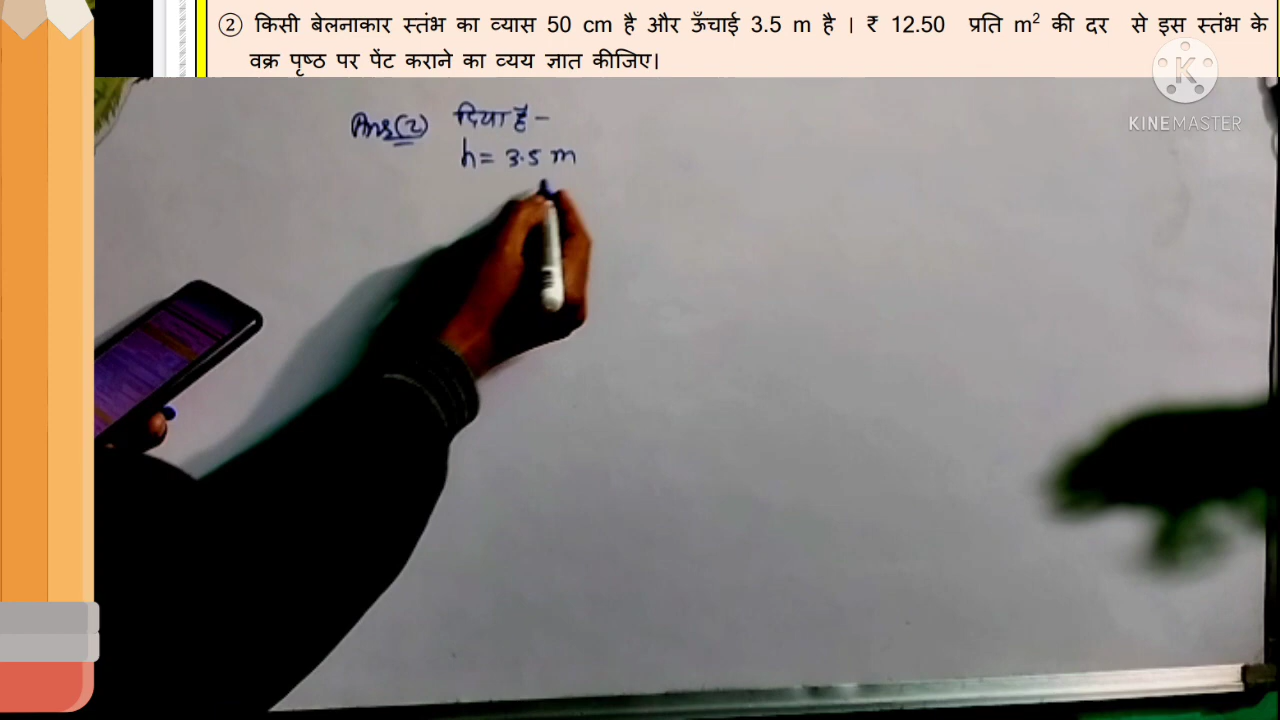 ② किसी बेलनाकार स्तंभ का व्यास 50 cm है और ऊँचाई 3.5 m है । ₹ 12.50 प्रति m² की दर से इस स्तंभ के
वक्र पृष्ठ पर पेंट कराने का व्यय ज्ञात कीजिए।
K
KINEMASTER
Ans(2) दिया है –
h = 3.5 m